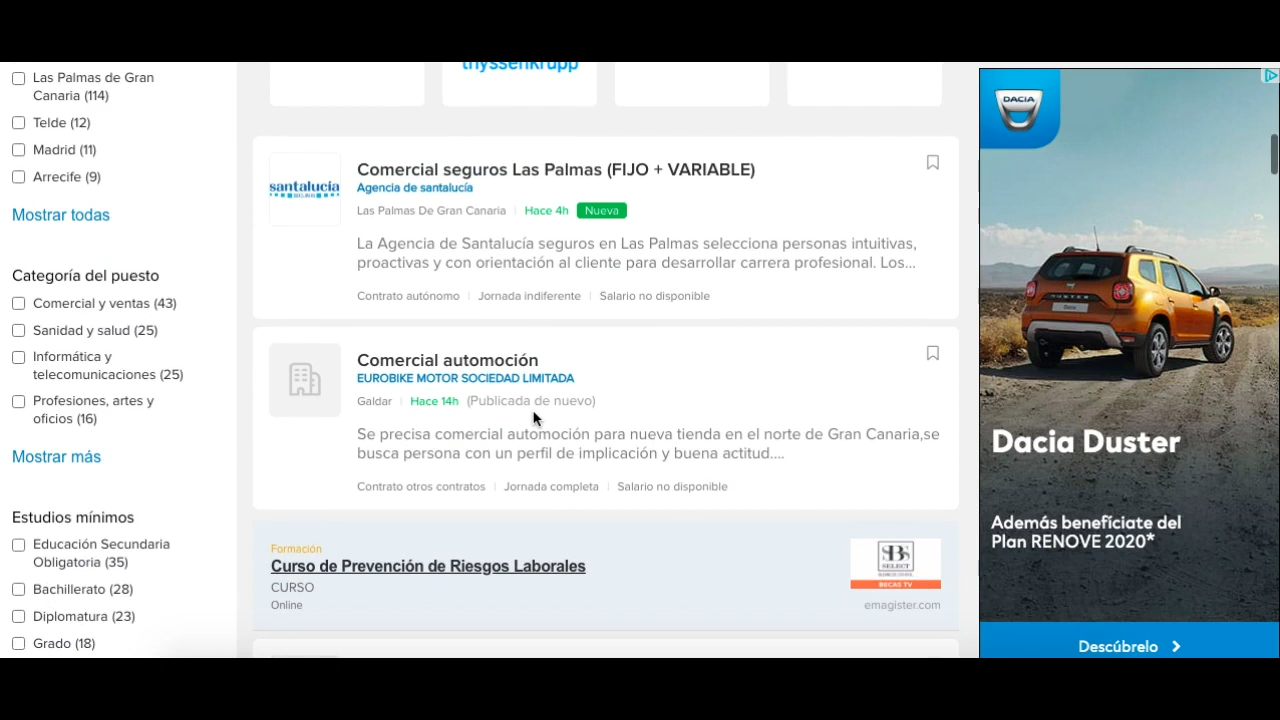 Las Palmas de Gran
Canaria (114)
Telde (12)
Madrid (11)
Arrecife (9)
Mostrar todas
Categoría del puesto
Comercial y ventas (43)
Sanidad y salud (25)
Informática y
telecomunicaciones (25)
Profesiones, artes y
oficios (16)
Mostrar más
Estudios mínimos
Educación Secundaria
Obligatoria (35)
Bachillerato (28)
Diplomatura (23)
Grado (18)
thyssenkrupp
santalucía
SEGUROS
Comercial seguros Las Palmas (FIJO + VARIABLE)
Agencia de santalucía
Las Palmas De Gran Canaria Hace 4h Nueva
La Agencia de Santalucía seguros en Las Palmas selecciona personas intuitivas,
proactivas y con orientación al cliente para desarrollar carrera profesional. Los...
Contrato autónomo Jornada indiferente Salario no disponible
Comercial automoción
EUROBIKE MOTOR SOCIEDAD LIMITADA
Galdar Hace 14h (Publicada de nuevo)
Se precisa comercial automoción para nueva tienda en el norte de Gran Canaria,se
busca persona con un perfil de implicación y buena actitud....
Contrato otros contratos Jornada completa Salario no disponible
Formación
Curso de Prevención de Riesgos Laborales
CURSO
Online
SBS
SELECT
BUSINESS SCHOOL
BECAS TV
emagister.com
DACIA
DUSTER
Dacia Duster
Además benefíciate del
Plan RENOVE 2020*
Descúbrelo